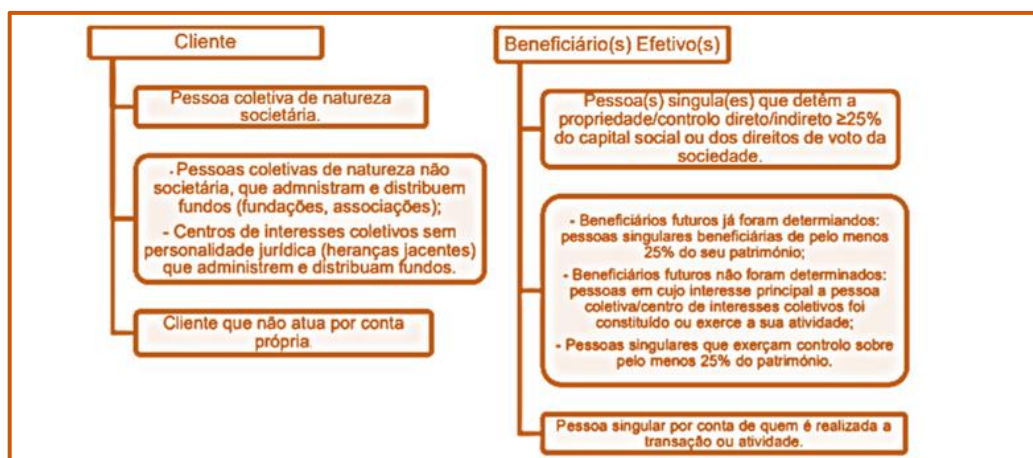 Cliente
Pessoa coletiva de natureza
societária.
- Pessoas coletivas de natureza não
societária, que admnistram e distribuem
fundos (fundações, associações);
- Centros de interesses coletivos sem
personalidade jurídica (heranças jacentes)
que administrem e distribuam fundos.
Cliente que não atua por conta
própria.
Beneficiário(s) Efetivo(s)
Pessoa(s) singula(es) que detêm a
propriedade/controlo direto/indireto ≥25%
do capital social ou dos direitos de voto da
sociedade.
- Beneficiários futuros já foram determiandos:
pessoas singulares beneficiárias de pelo menos
25% do seu património;
- Beneficiários futuros não foram determinados:
pessoas em cujo interesse principal a pessoa
coletiva/centro de interesses coletivos foi
constituído ou exerce a sua atividade;
- Pessoas singulares que exerçam controlo sobre
pelo menos 25% do património.
Pessoa singular por conta de quem é realizada a
transação ou atividade.